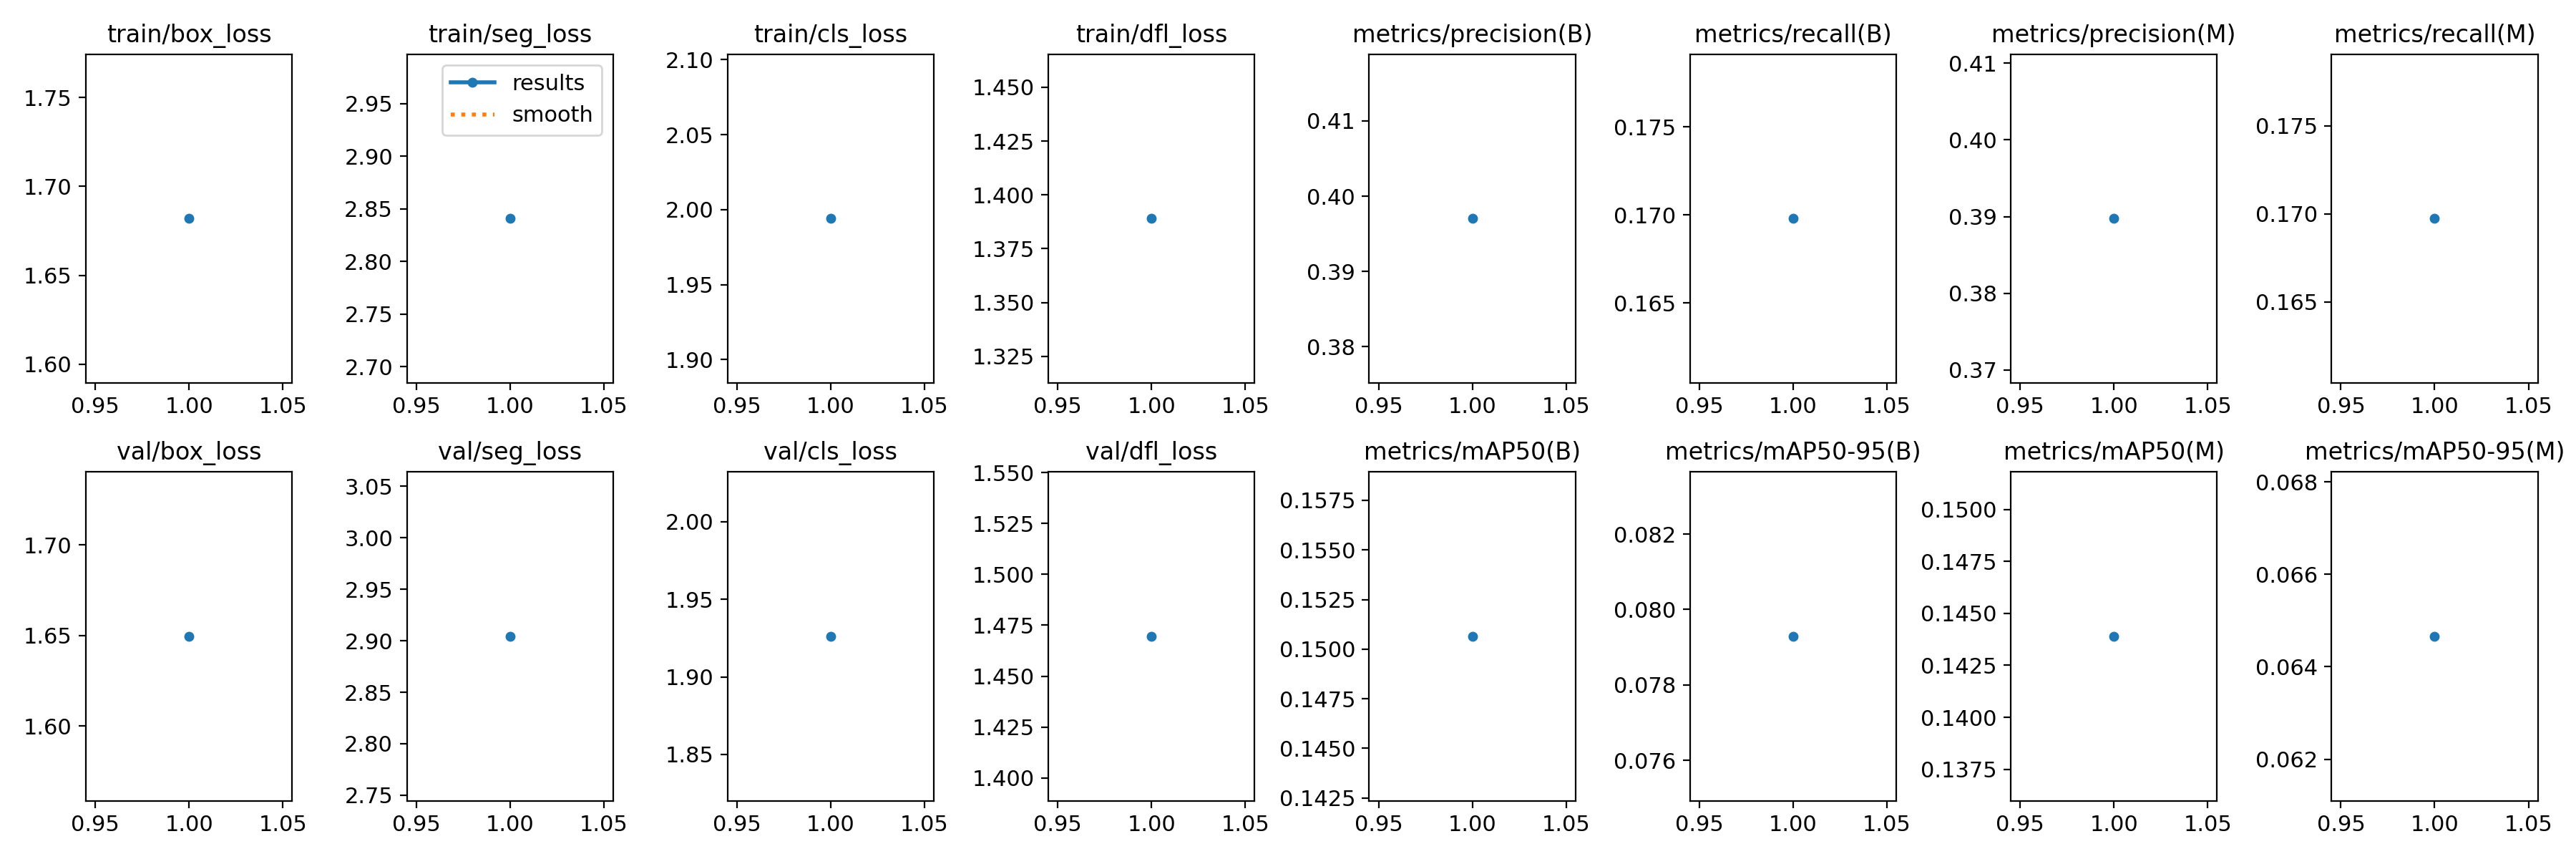 train/box_loss
1.75
1.70
1.65
1.60
0.95 1.00 1.05
train/seg_loss
results
smooth
2.95
2.90
2.85
2.80
2.75
2.70
0.95 1.00 1.05
train/cls_loss
2.10
2.05
2.00
1.95
1.90
0.95 1.00 1.05
train/dfl_loss
1.450
1.425
1.400
1.375
1.350
1.325
0.95 1.00 1.05
metrics/precision(B)
0.41
0.40
0.39
0.38
0.95 1.00 1.05
metrics/recall(B)
0.175
0.170
0.165
0.95 1.00 1.05
metrics/precision(M)
0.41
0.40
0.39
0.38
0.37
0.95 1.00 1.05
metrics/recall(M)
0.175
0.170
0.165
0.95 1.00 1.05
val/box_loss
1.70
1.65
1.60
0.95 1.00 1.05
val/seg_loss
3.05
3.00
2.95
2.90
2.85
2.80
2.75
0.95 1.00 1.05
val/cls_loss
2.00
1.95
1.90
1.85
0.95 1.00 1.05
val/dfl_loss
1.550
1.525
1.500
1.475
1.450
1.425
1.400
0.95 1.00 1.05
metrics/mAP50(B)
0.1575
0.1550
0.1525
0.1500
0.1475
0.1450
0.1425
0.95 1.00 1.05
metrics/mAP50-95(B)
0.082
0.080
0.078
0.076
0.95 1.00 1.05
metrics/mAP50(M)
0.1500
0.1475
0.1450
0.1425
0.1400
0.1375
0.95 1.00 1.05
metrics/mAP50-95(M)
0.068
0.066
0.064
0.062
0.95 1.00 1.05